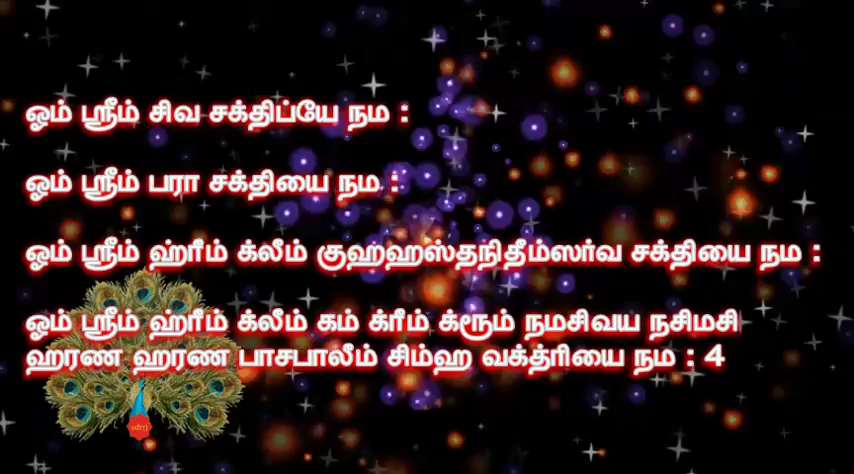 ஓம் ஸ்ரீம் சிவ சக்திப்யே நம :
ஓம் ஸ்ரீம் பரா சக்தியை நம :
ஓம் ஸ்ரீம் ஹ்ரீம் க்லீம் குஹஹஸ்தநிதீம்ஸர்வ சக்தியை நம :
ஓம் ஸ்ரீம் ஹ்ரீம் க்லீம் கம் க்ரீம் க்ரூம் நமசிவய நசிமசி
ஹரண ஹரண பாசபாலீம் சிம்ஹ வக்த்ரியை நம : 4